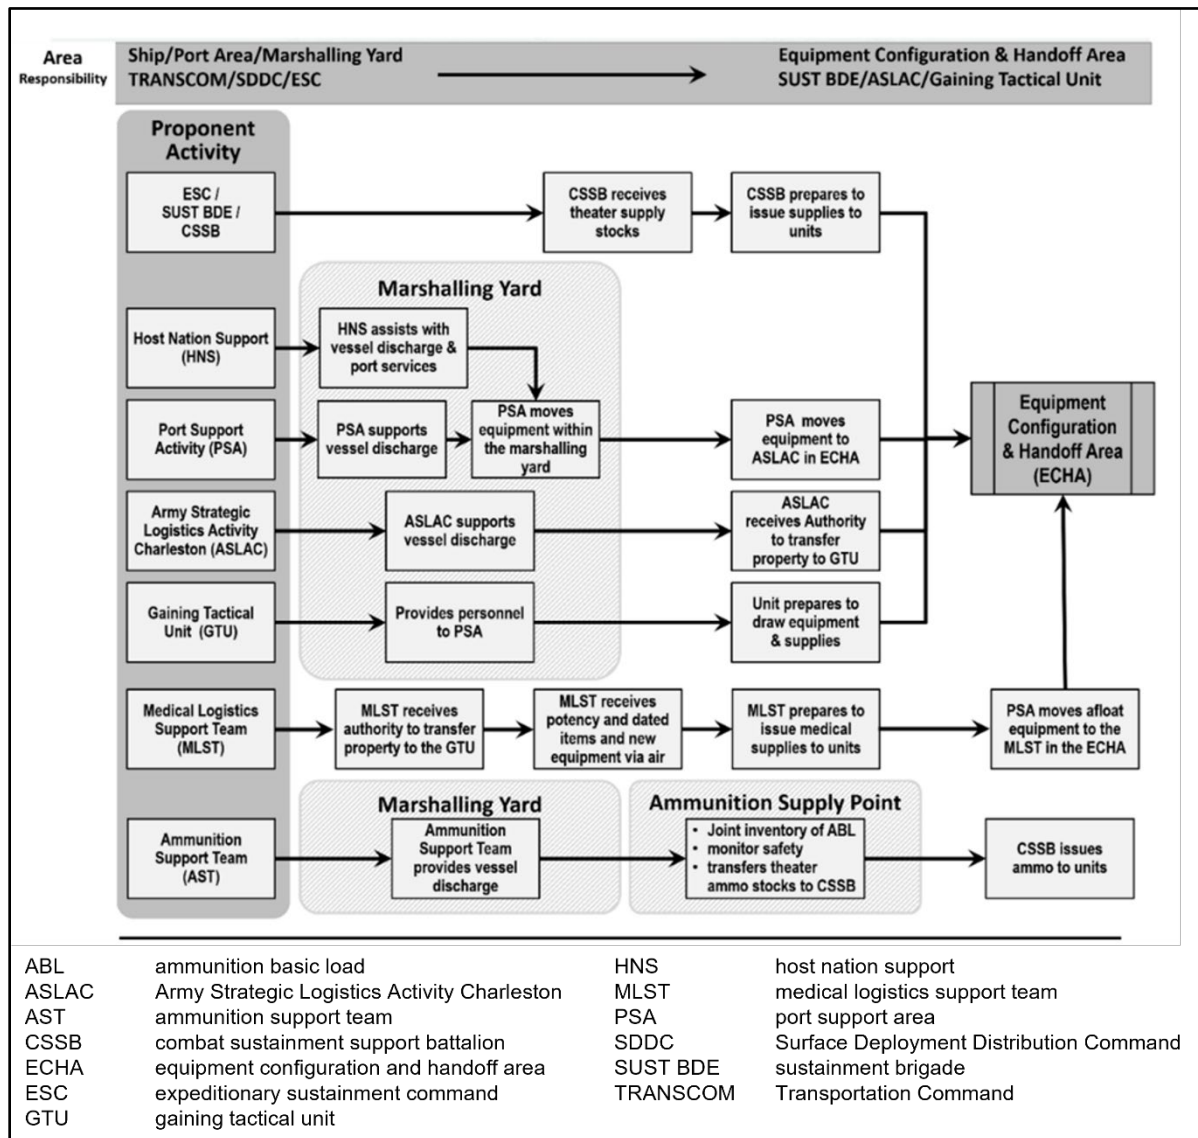 Area
Responsibility
Ship/Port Area/Marshalling Yard
TRANSCOM/SDDC/ESC
Equipment Configuration & Handoff Area
SUST BDE/ASLAC/Gaining Tactical Unit
Proponent
Activity
ESC /
SUST BDE /
CSSB
CSSB receives
theater supply
stocks
CSSB prepares to
issue supplies to
units
Marshalling Yard
Host Nation Support
(HNS)
HNS assists with
vessel discharge &
port services
Port Support
Activity (PSA)
PSA supports
vessel discharge
PSA moves
equipment within
the marshalling
yard
PSA moves
equipment to
ASLAC in ECHA
Equipment
Configuration
& Handoff Area
(ECHA)
Army Strategic
Logistics Activity
Charleston (ASLAC)
ASLAC supports
vessel discharge
ASLAC
receives Authority
to transfer
property to GTU
Gaining Tactical
Unit (GTU)
Provides personnel
to PSA
Unit prepares to
draw equipment
& supplies
Medical Logistics
Support Team
(MLST)
MLST receives
authority to transfer
property to the GTU
MLST receives
potency and dated
items and new
equipment via air
MLST prepares to
issue medical
supplies to units
PSA moves afloat
equipment to the
MLST in the ECHA
Marshalling Yard
Ammunition Supply Point
Ammunition
Support Team
(AST)
Ammunition
Support Team
provides vessel
discharge
• Joint inventory of ABL
• monitor safety
• transfers theater
ammo stocks to CSSB
CSSB issues
ammo to units
ABL ammunition basic load
ASLAC Army Strategic Logistics Activity Charleston
AST ammunition support team
CSSB combat sustainment support battalion
ECHA equipment configuration and handoff area
ESC expeditionary sustainment command
GTU gaining tactical unit
HNS host nation support
MLST medical logistics support team
PSA port support area
SDDC Surface Deployment Distribution Command
SUST BDE sustainment brigade
TRANSCOM Transportation Command